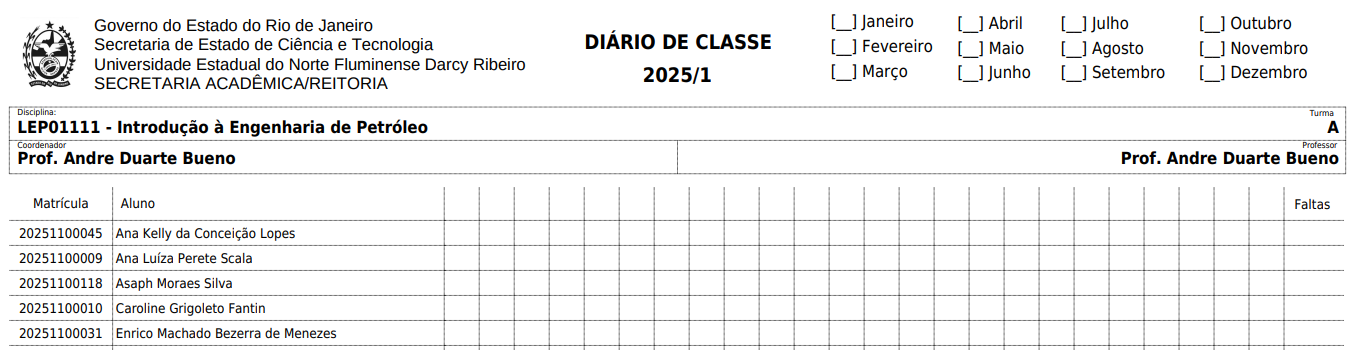 Governo do Estado do Rio de Janeiro
Secretaria de Estado de Ciência e Tecnologia
Universidade Estadual do Norte Fluminense Darcy Ribeiro
SECRETARIA ACADÊMICA/REITORIA
DIÁRIO DE CLASSE
2025/1
[__] Janeiro [__] Abril [__] Julho [__] Outubro
[__] Fevereiro [__] Maio [__] Agosto [__] Novembro
[__] Março [__] Junho [__] Setembro [__] Dezembro
Disciplina: Turma
LEP01111 - Introdução à Engenharia de Petróleo A
Coordenador Professor
Prof. Andre Duarte Bueno Prof. Andre Duarte Bueno
Matrícula Aluno Faltas
20251100045 Ana Kelly da Conceição Lopes
20251100009 Ana Luíza Perete Scala
20251100118 Asaph Moraes Silva
20251100010 Caroline Grigoleto Fantin
20251100031 Enrico Machado Bezerra de Menezes